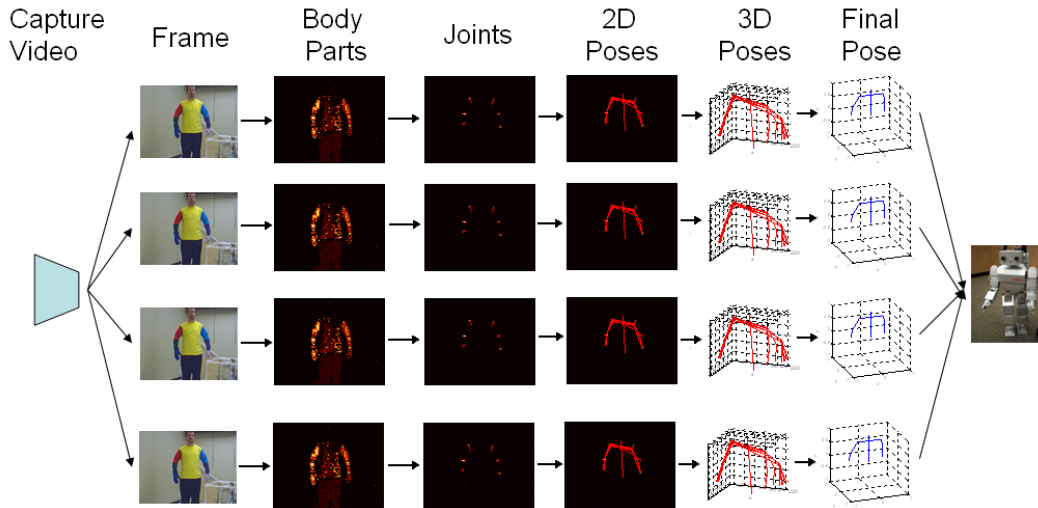 Capture
Video
Frame
Body
Parts
Joints
2D
Poses
3D
Poses
Final
Pose